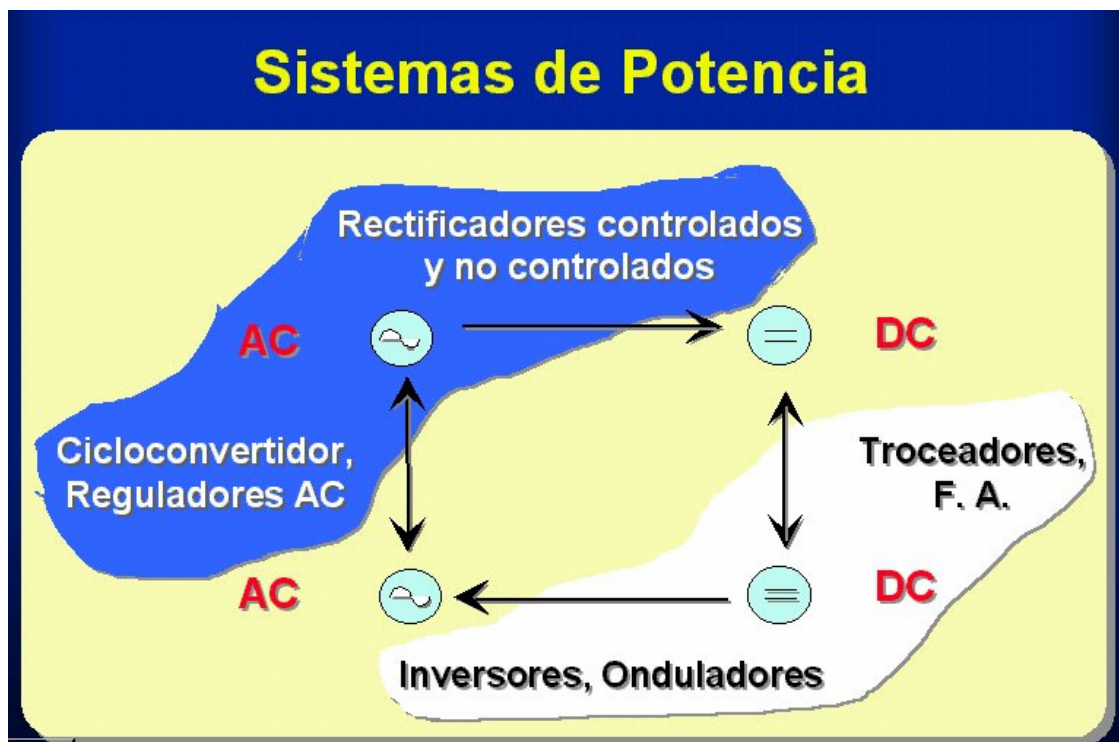 Sistemas de Potencia
Rectificadores controlados
y no controlados
AC
DC
Cicloconvertidor,
Reguladores AC
Troceadores,
F. A.
AC
DC
Inversores, Onduladores